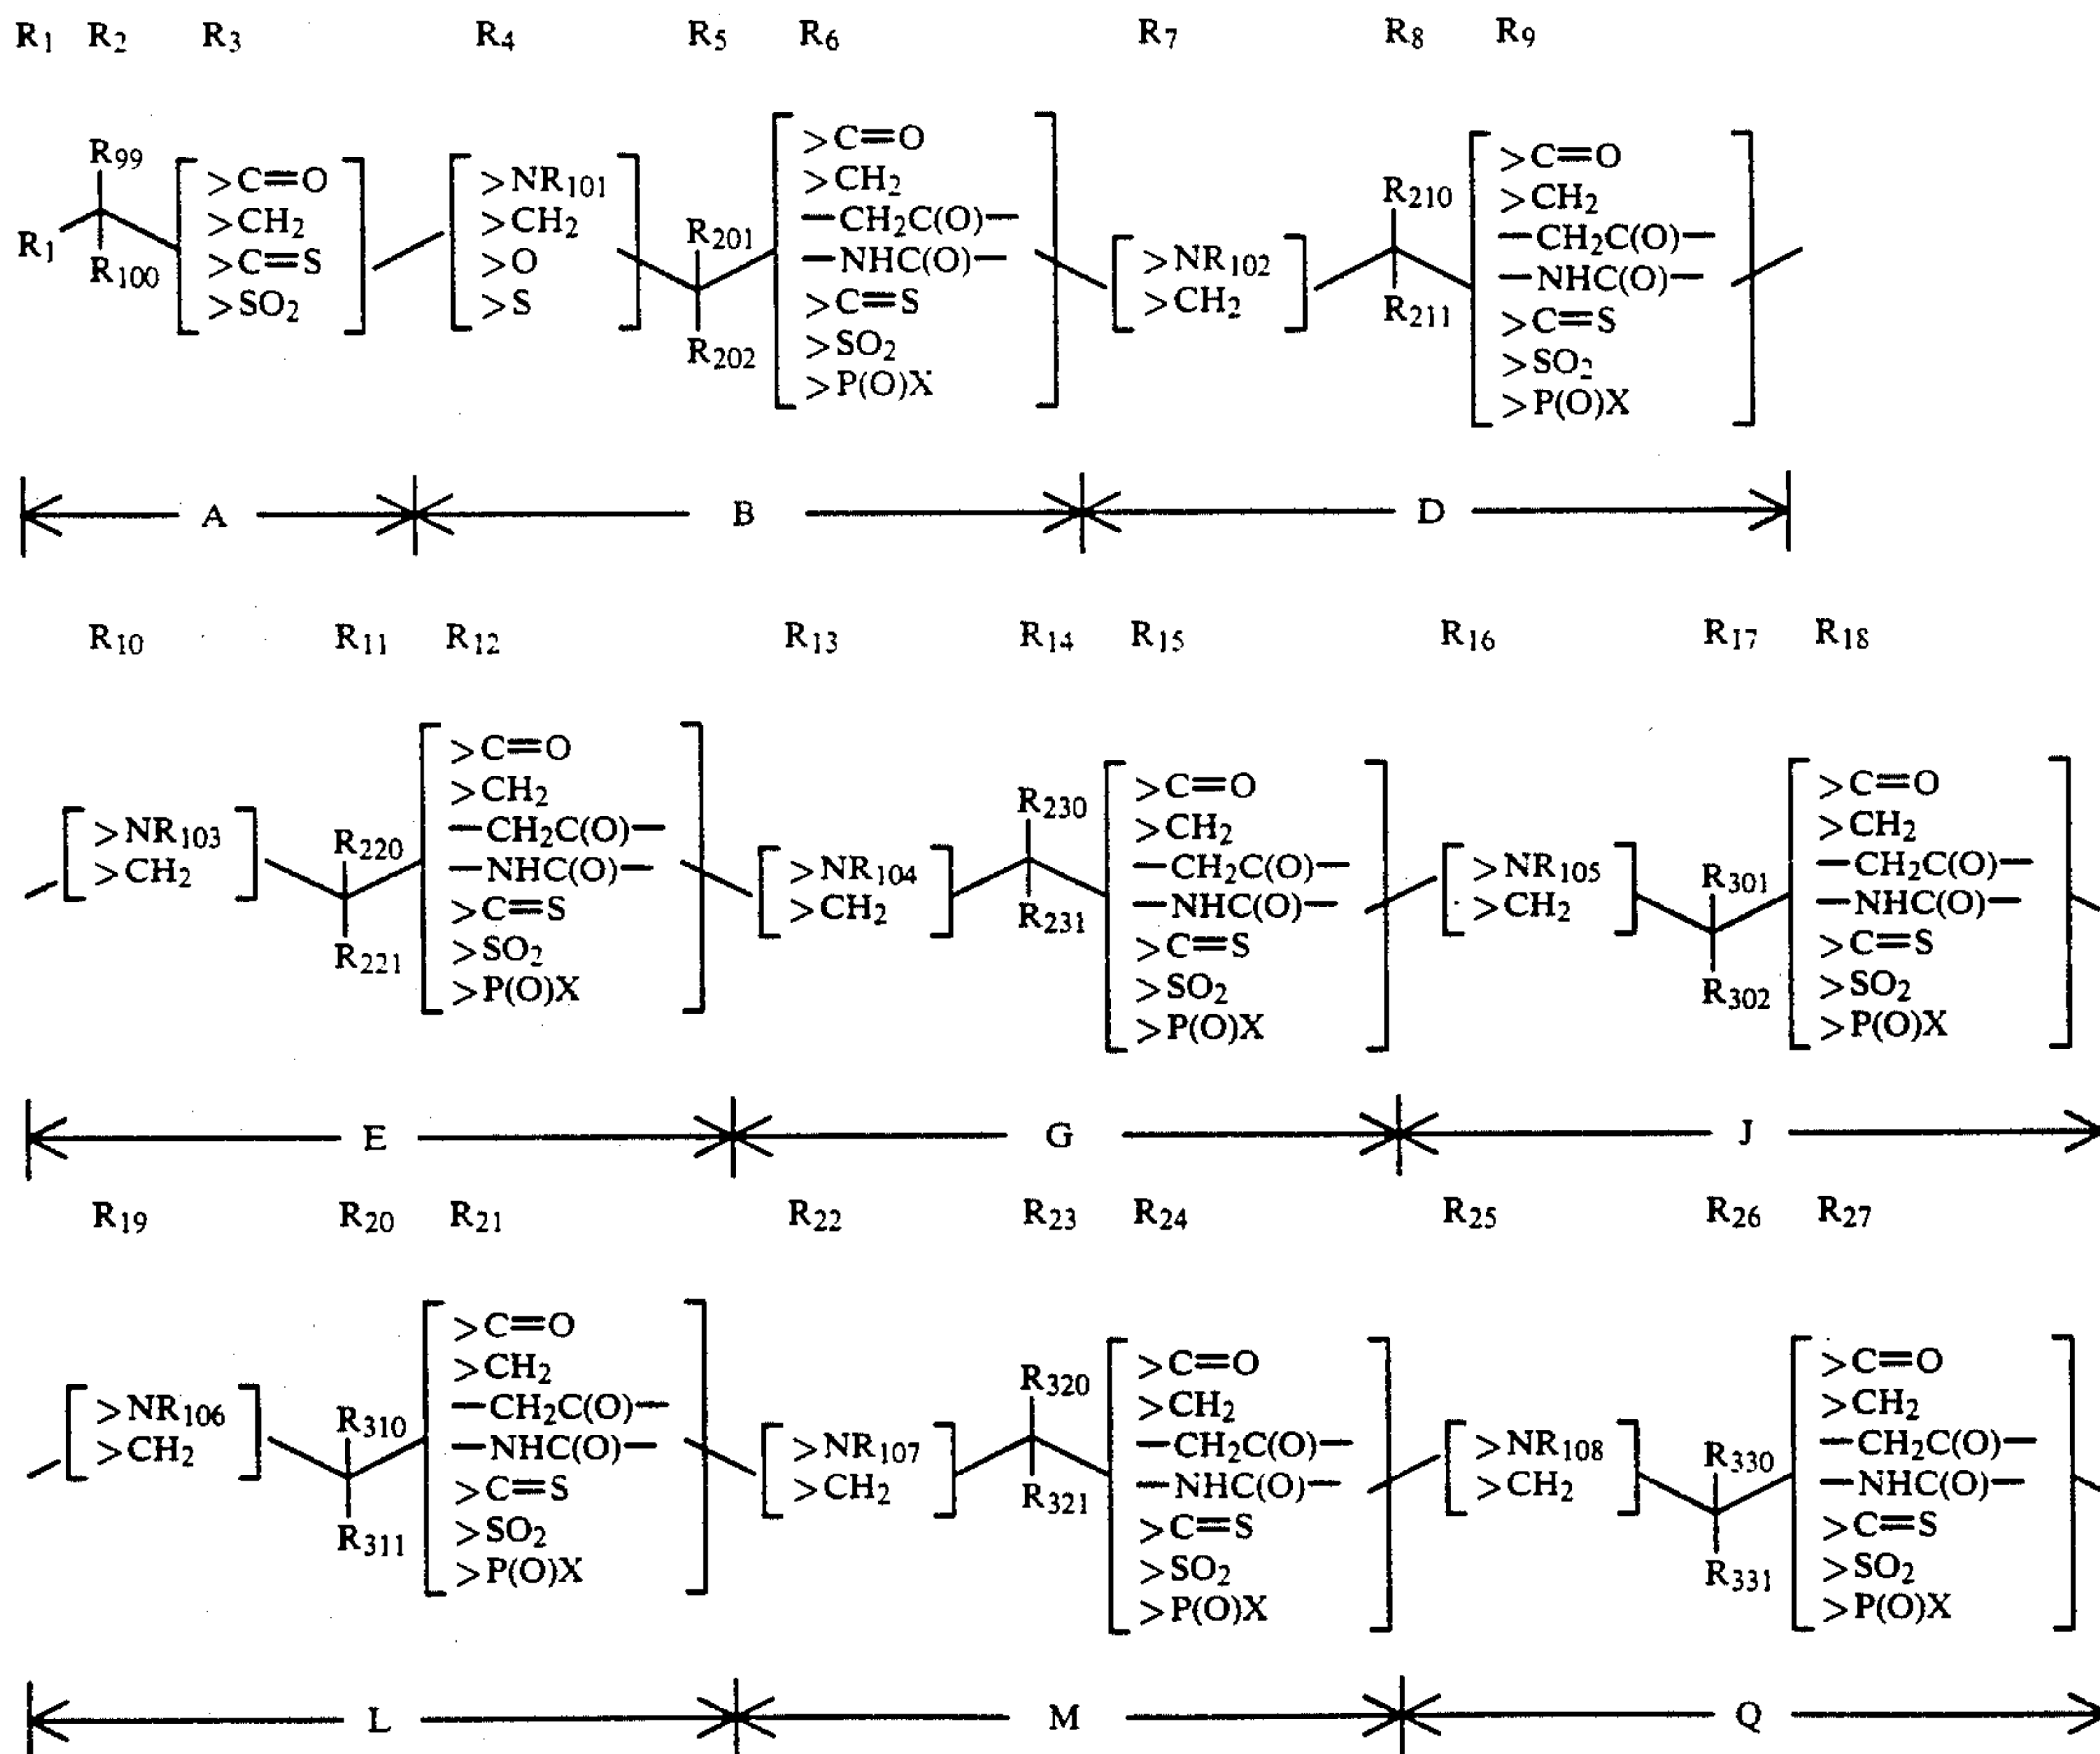 R1 R2 R3 R4 R5 R6 R7 R8 R9
R99
R1
R100
>C=O
>CH2
>C=S
>SO2
>NR101
>CH2
>O
>S
R201
R202
>C=O
>CH2
—CH2C(O)—
—NHC(O)—
>C=S
>SO2
>P(O)X
>NR102
>CH2
R210
R211
>C=O
>CH2
—CH2C(O)—
—NHC(O)—
>C=S
>SO2
>P(O)X
A B D
R10 R11 R12 R13 R14 R15 R16 R17 R18
>NR103
>CH2
R220
R221
>C=O
>CH2
—CH2C(O)—
—NHC(O)—
>C=S
>SO2
>P(O)X
>NR104
>CH2
R230
R231
>C=O
>CH2
—CH2C(O)—
—NHC(O)—
>C=S
>SO2
>P(O)X
>NR105
>CH2
R301
R302
>C=O
>CH2
—CH2C(O)—
—NHC(O)—
>C=S
>SO2
>P(O)X
E G J
R19 R20 R21 R22 R23 R24 R25 R26 R27
>NR106
>CH2
R310
R311
>C=O
>CH2
—CH2C(O)—
—NHC(O)—
>C=S
>SO2
>P(O)X
>NR107
>CH2
R320
R321
>C=O
>CH2
—CH2C(O)—
—NHC(O)—
>C=S
>SO2
>P(O)X
>NR108
>CH2
R330
R331
>C=O
>CH2
—CH2C(O)—
—NHC(O)—
>C=S
>SO2
>P(O)X
L M Q